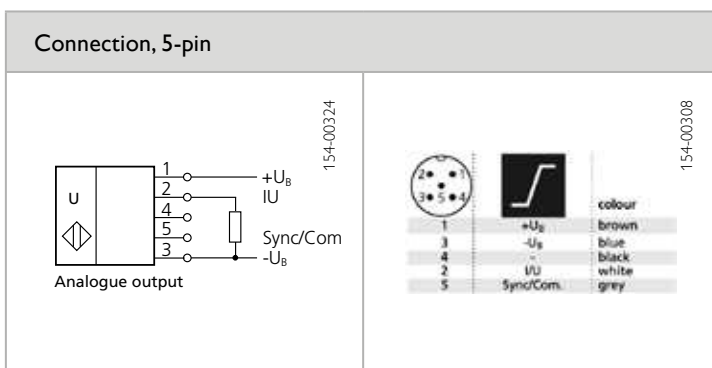 Connection, 5-pin
154-00324
1
+UB
2
IU
4
5
Sync/Com
3
-UB
U
Analogue output
154-00308
2 1
3 5 4
colour
1 +UB brown
3 -UB blue
4 - black
2 I/U white
5 Sync/Com. grey